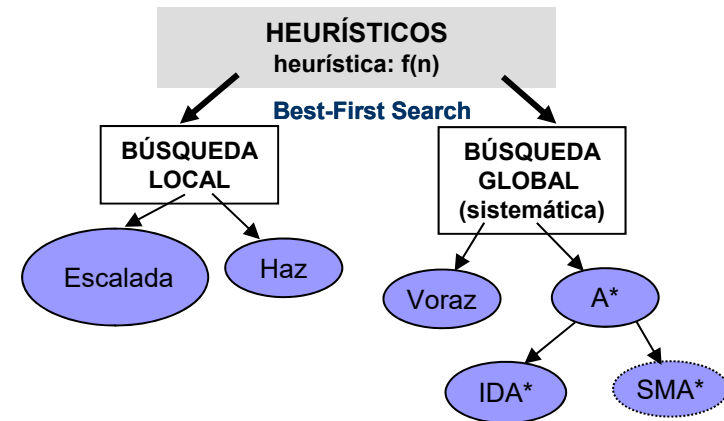 HEURÍSTICOS
heurística: f(n)
Best-First Search
BÚSQUEDA
LOCAL
BÚSQUEDA
GLOBAL
(sistemática)
Escalada
Haz
Voraz
A*
IDA*
SMA*